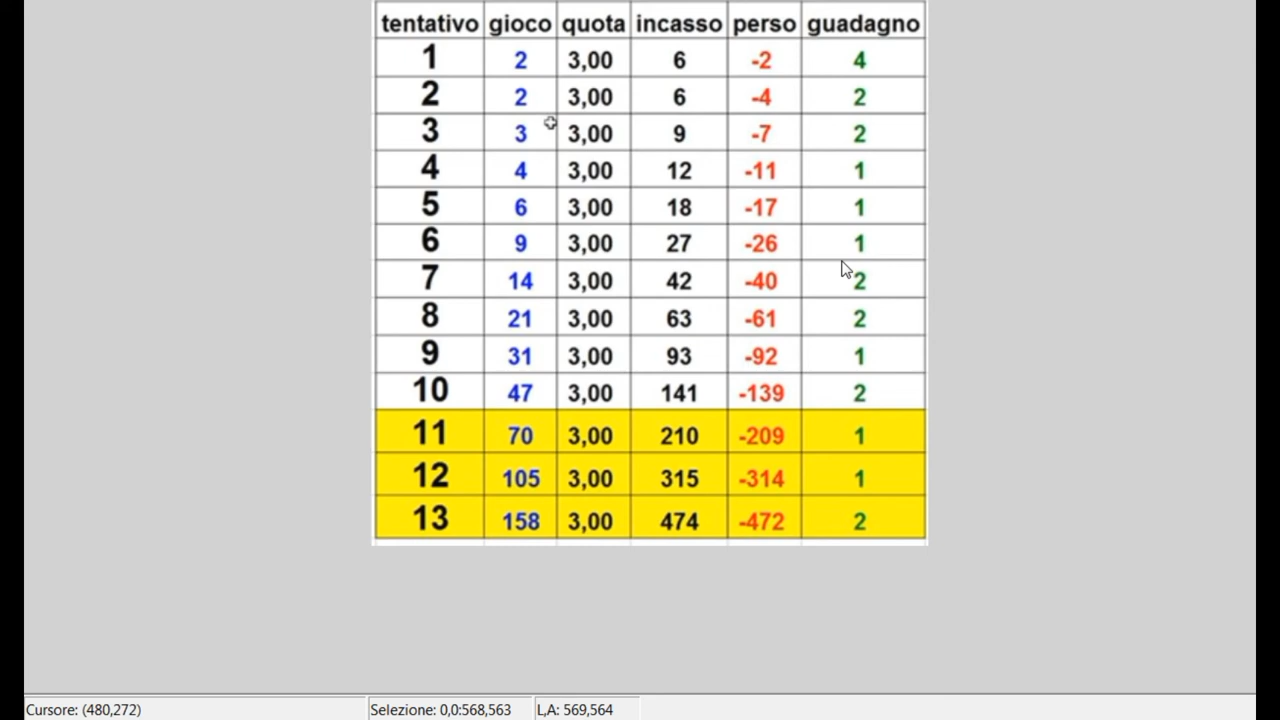 tentativo gioco quota incasso perso guadagno
1 2 3,00 6 -2 4
2 2 3,00 6 -4 2
3 3 3,00 9 -7 2
4 4 3,00 12 -11 1
5 6 3,00 18 -17 1
6 9 3,00 27 -26 1
7 14 3,00 42 -40 2
8 21 3,00 63 -61 2
9 31 3,00 93 -92 1
10 47 3,00 141 -139 2
11 70 3,00 210 -209 1
12 105 3,00 315 -314 1
13 158 3,00 474 -472 2
Cursore: (480,272) Selezione: 0,0:568,563 L,A: 569,564